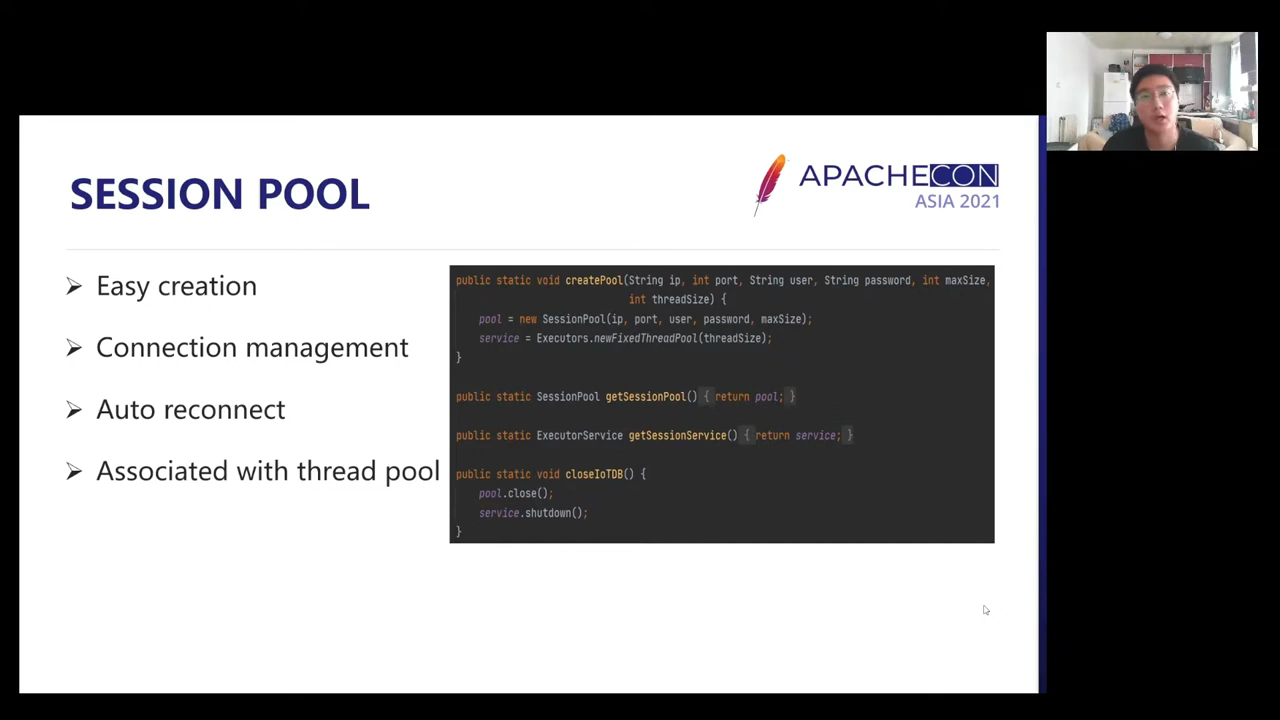 SESSION POOL
APACHECON
ASIA 2021
➢ Easy creation
➢ Connection management
➢ Auto reconnect
➢ Associated with thread pool
public static void createPool(String ip, int port, String user, String password, int maxSize,
int threadSize) {
pool = new SessionPool(ip, port, user, password, maxSize);
service = Executors.newFixedThreadPool(threadSize);
}
public static SessionPool getSessionPool() { return pool; }
public static ExecutorService getSessionService() { return service; }
public static void closeIoTDB() {
pool.close();
service.shutdown();
}